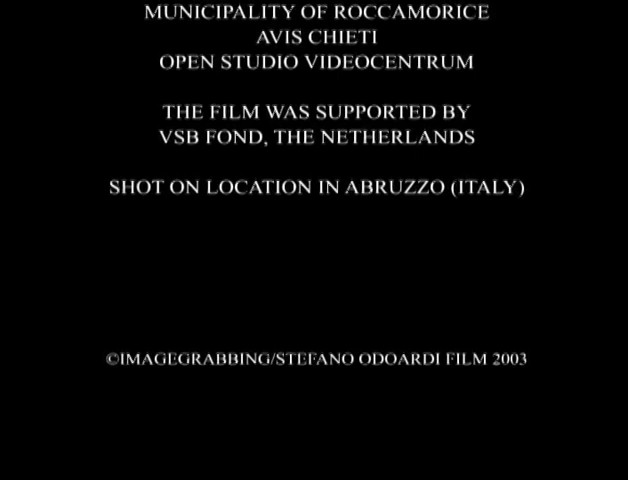 MUNICIPALITY OF ROCCAMORICE
AVIS CHIETI
OPEN STUDIO VIDEOCENTRUM
THE FILM WAS SUPPORTED BY
VSB FOND, THE NETHERLANDS
SHOT ON LOCATION IN ABRUZZO (ITALY)
©IMAGEGRABBING/STEFANO ODOARDI FILM 2003